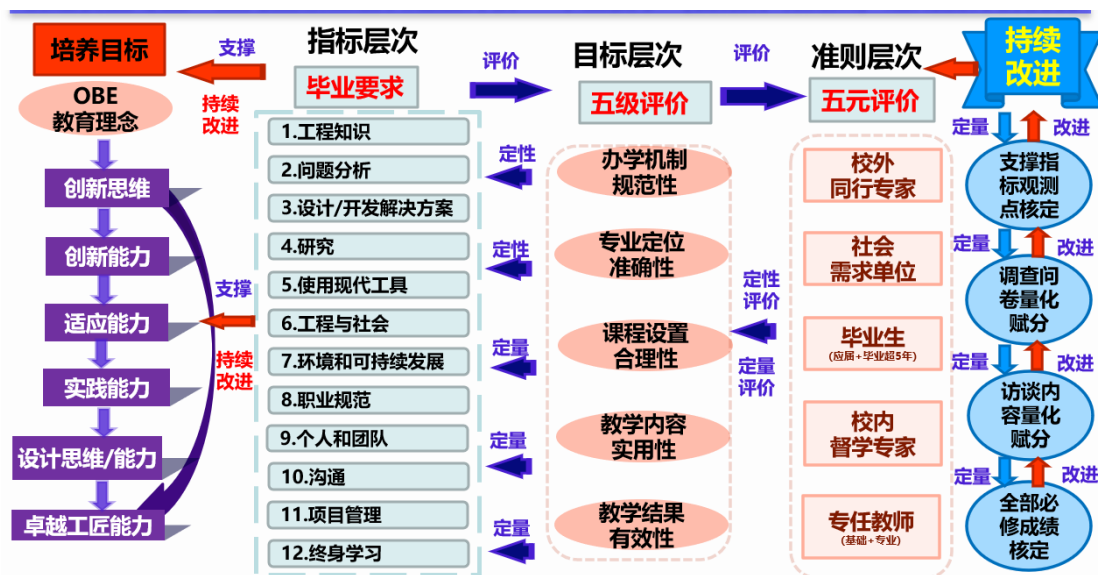 培养目标
OBE
教育理念
创新思维
创新能力
适应能力
实践能力
设计思维/能力
卓越工匠能力
支撑
持续
改进
支撑
持续
改进
指标层次
毕业要求
1.工程知识
2.问题分析
3.设计/开发解决方案
4.研究
5.使用现代工具
6.工程与社会
7.环境和可持续发展
8.职业规范
9.个人和团队
10.沟通
11.项目管理
12.终身学习
评价
定性
定性
定量
定量
定量
目标层次
五级评价
办学机制
规范性
专业定位
准确性
课程设置
合理性
教学内容
实用性
教学结果
有效性
评价
定性
评价
定量
评价
准则层次
五元评价
校外
同行专家
社会
需求单位
毕业生
(应届+毕业超5年)
校内
督学专家
专任教师
(基础+专业)
持续
改进
定量
改进
支撑指
标观测
点核定
定量
改进
调查问
卷量化
赋分
定量
改进
访谈内
容量化
赋分
定量
改进
全部必
修成绩
核定